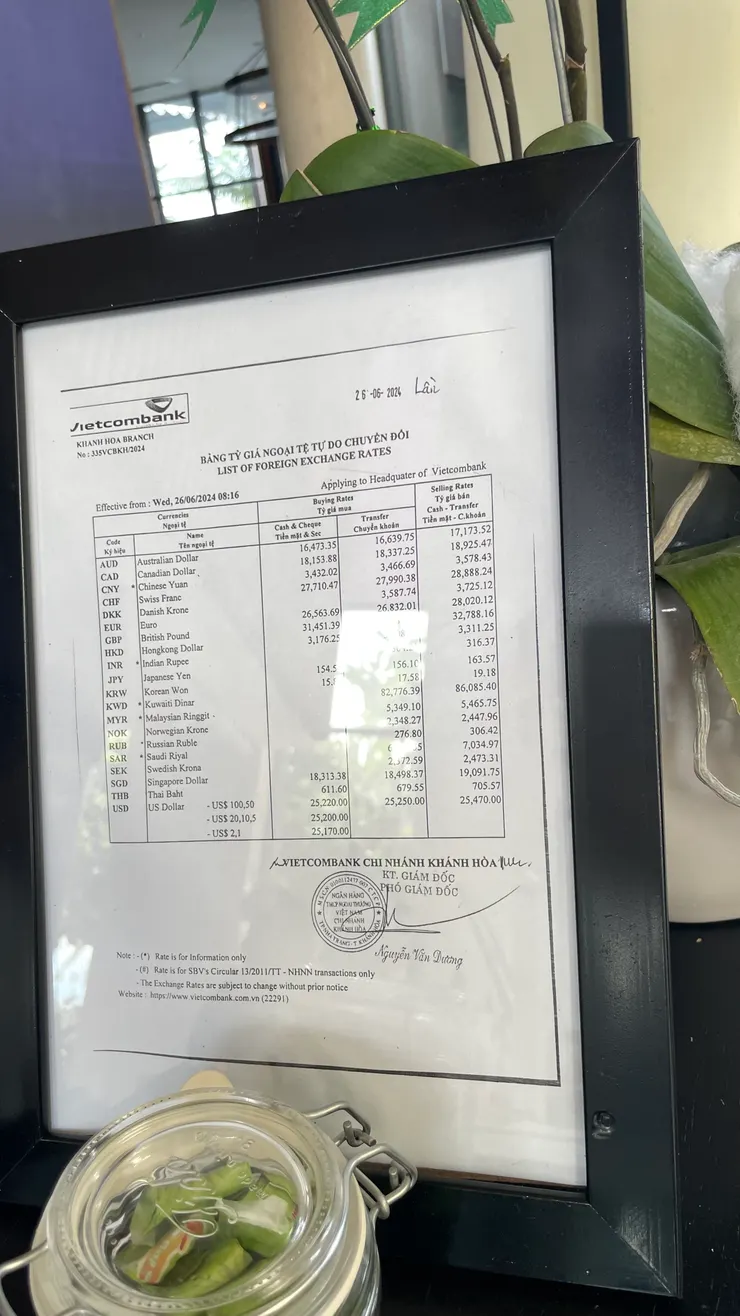 26-06-2024 Lần
Vietcombank
KHANH HOA BRANCH
No : 335VCBKH/2024
BẢNG TỶ GIÁ NGOẠI TỆ TỰ DO CHUYỂN ĐỔI
LIST OF FOREIGN EXCHANGE RATES
Applying to Headquater of Vietcombank
Effective from : Wed, 26/06/2024 08:16
Currencies Buying Rates Selling Rates
Ngoại tệ Tỷ giá mua Tỷ giá bán
Code Name Cash & Cheque Transfer Cash - Transfer
Ký hiệu Tên ngoại tệ Tiền mặt & Sec Chuyển khoản Tiền mặt - C.khoản
AUD Australian Dollar 16,473.35 16,639.75 17,173.52
CAD Canadian Dollar 18,153.88 18,337.25 18,925.47
CNY * Chinese Yuan 3,432.02 3,466.69 3,578.43
CHF Swiss Franc 27,710.47 27,990.38 28,888.24
DKK Danish Krone 3,587.74 3,725.12
EUR Euro 26,563.69 26,832.01 28,020.12
GBP British Pound 31,451.39 32,788.16
HKD Hongkong Dollar 3,176.25 3,311.25
INR * Indian Rupee 316.37
JPY Japanese Yen 156.10 163.57
KRW Korean Won 17.58 19.18
KWD * Kuwaiti Dinar 82,776.39 86,085.40
MYR * Malaysian Ringgit 5,349.10 5,465.75
NOK Norwegian Krone 2,348.27 2,447.96
RUB * Russian Ruble 276.80 306.42
SAR * Saudi Riyal 7,034.97
SEK Swedish Krona 2,372.59 2,473.31
SGD Singapore Dollar 18,313.38 18,498.37 19,091.75
THB Thai Baht 611.60 679.55 705.57
USD US Dollar - US$ 100,50 25,220.00 25,250.00 25,470.00
- US$ 20,10,5 25,200.00
- US$ 2,1 25,170.00
VIETCOMBANK CHI NHÁNH KHÁNH HÒA
KT. GIÁM ĐỐC
PHÓ GIÁM ĐỐC
NGÂN HÀNG
TMCP NGOẠI THƯƠNG
VIỆT NAM
CHI NHÁNH
KHÁNH HÒA
Nguyễn Văn Dương
Note : - (*) Rate is for Information only
- (#) Rate is for SBV's Circular 13/2011/TT - NHNN transactions only
- The Exchange Rates are subject to change without prior notice
Website : https://www.vietcombank.com.vn (22291)